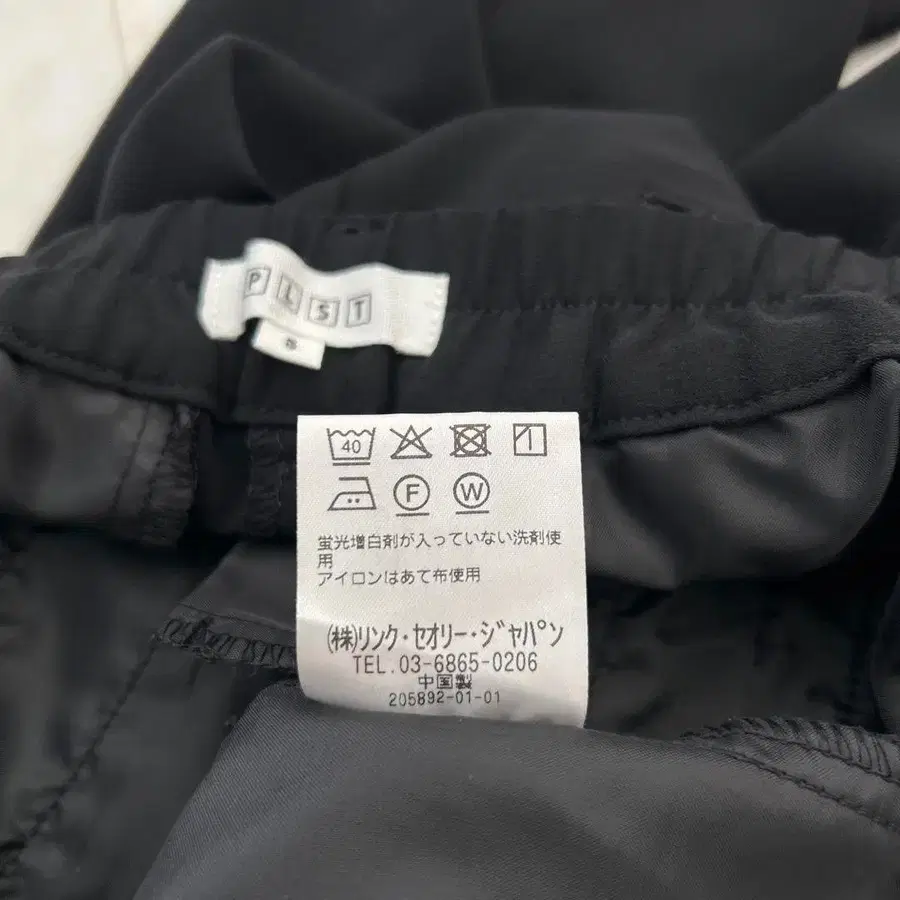 PLST
S
40
F
W
蛍光増白剤が入っていない洗剤使
用
アイロンはあて布使用
(株)リンク・セオリー・ジャパン
TEL.03-6865-0206
中国製
205892-01-01